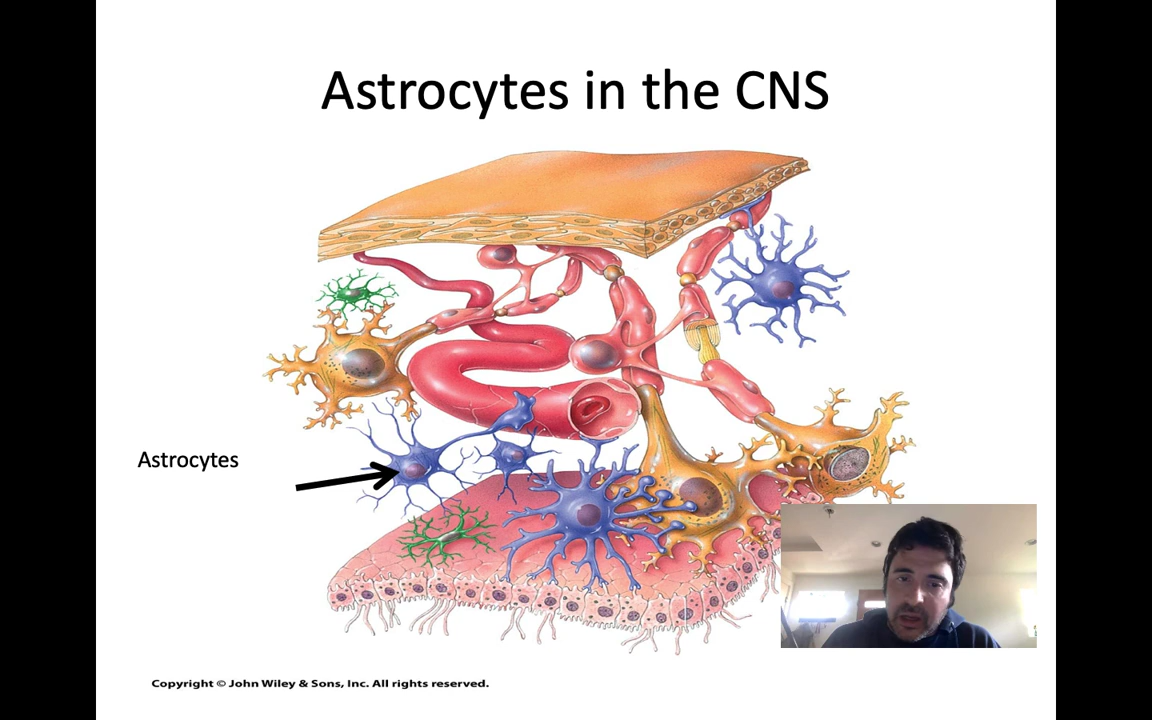 Astrocytes in the CNS
Astrocytes
Copyright © John Wiley & Sons, Inc. All rights reserved.